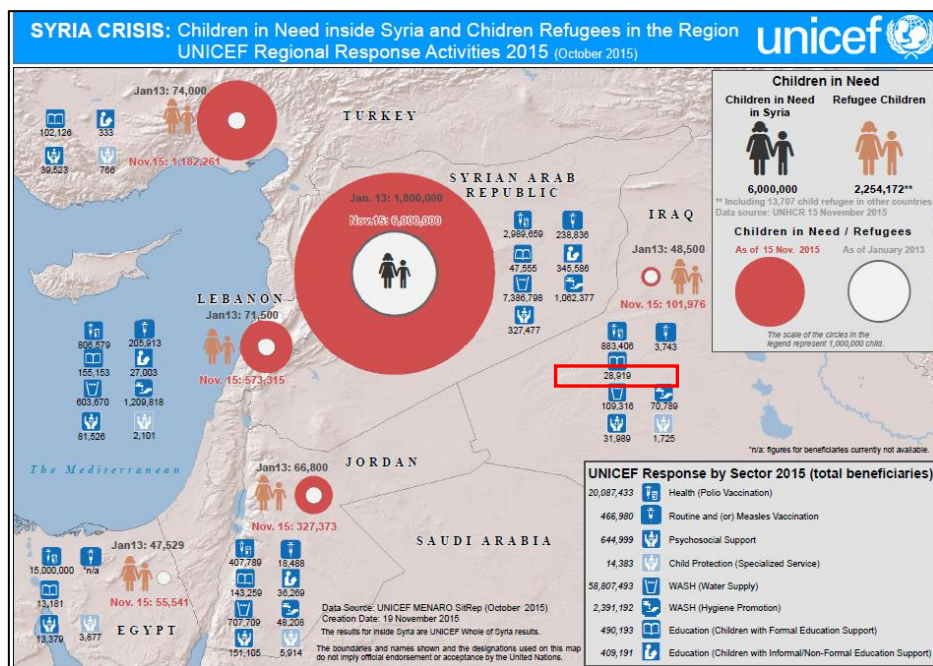 SYRIA CRISIS: Children in Need inside Syria and Chidren Refugees in the Region
UNICEF Regional Response Activities 2015 (October 2015)
unicef
Children in Need
Children in Need
in Syria
Refugee Children
6,000,000
2,254,172**
** Including 13,707 child refugee in other countries
Data source: UNHCR 15 November 2015
Children in Need / Refugees
As of 15 Nov. 2015
As of January 2013
The scale of the circles in the
legend represent 1,000,000 child.
Jan13: 74,000
TURKEY
102,126
333
39,523
766
Nov.15: 1,182,261
SYRIAN ARAB
REPUBLIC
Jan. 13: 1,800,000
Nov.15: 6,000,000
2,989,659
238,836
47,555
345,586
7,386,798
1,062,377
327,477
IRAQ
Jan13: 48,500
Nov. 15: 101,976
883,406
3,743
28,919
109,316
70,789
31,989
1,725
LEBANON
Jan13: 71,500
Nov. 15: 573,315
806,579
205,913
155,153
27,003
603,670
1,209,818
81,526
2,101
The Mediterranean
JORDAN
Jan13: 66,800
Nov. 15: 327,373
407,789
18,488
143,259
36,269
707,709
48,208
151,105
5,914
SAUDI ARABIA
Jan13: 47,529
15,000,000
*n/a
13,181
Nov. 15: 55,541
13,379
3,877
EGYPT
*n/a: figures for beneficiaries currently not available.
UNICEF Response by Sector 2015 (total beneficiaries)
20,087,433 Health (Polio Vaccination)
466,980 Routine and (or) Measles Vaccination
644,999 Psychosocial Support
14,383 Child Protection (Specialized Service)
58,807,493 WASH (Water Supply)
2,391,192 WASH (Hygiene Promotion)
490,193 Education (Children with Formal Education Support)
409,191 Education (Children with Informal/Non-Formal Education Support)
Data Source: UNICEF MENARO SitRep (October 2015)
Creation Date: 19 November 2015
The results for Inside Syria are UNICEF Whole of Syria results.
The boundaries and names shown and the designations used on this map
do not imply official endorsement or acceptance by the United Nations.